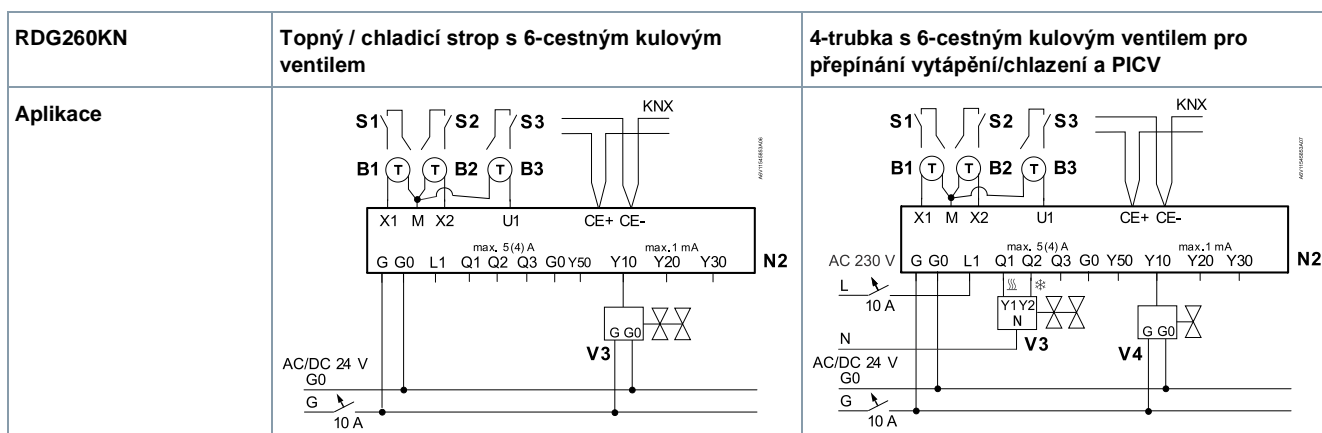 RDG260KN
Topný / chladicí strop s 6-cestným kulovým
ventilem
4-trubka s 6-cestným kulovým ventilem pro
přepínání vytápění/chlazení a PICV
Aplikace
KNX
S1 S2 S3
B1 T T B2 T B3
A6V11545853A06
X1 M X2 U1 CE+ CE-
max. 5(4) A max. 1 mA
G G0 L1 Q1 Q2 Q3 G0 Y50 Y10 Y20 Y30 N2
G G0
V3
AC/DC 24 V
G0
G
10 A
KNX
S1 S2 S3
B1 T T B2 T B3
A6V11545853A07
X1 M X2 U1 CE+ CE-
max. 5(4) A max. 1 mA
AC 230 V G G0 L1 Q1 Q2 Q3 G0 Y50 Y10 Y20 Y30 N2
L
10 A
Y1 Y2
N
G G0
N
V3 V4
AC/DC 24 V
G0
G
10 A